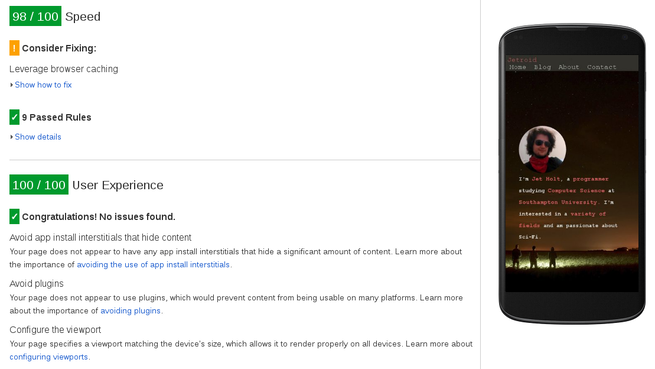 98 / 100 Speed
! Consider Fixing:
Leverage browser caching
Show how to fix
✓ 9 Passed Rules
Show details
100 / 100 User Experience
✓ Congratulations! No issues found.
Avoid app install interstitials that hide content
Your page does not appear to have any app install interstitials that hide a significant amount of content. Learn more about
the importance of avoiding the use of app install interstitials.
Avoid plugins
Your page does not appear to use plugins, which would prevent content from being usable on many platforms. Learn more
about the importance of avoiding plugins.
Configure the viewport
Your page specifies a viewport matching the device's size, which allows it to render properly on all devices. Learn more about
configuring viewports.
Jetroid
Home Blog About Contact
I'm Jet Holt, a programmer
studying Computer Science at
Southampton University. I'm
interested in a variety of
fields and am passionate about
Sci-Fi.